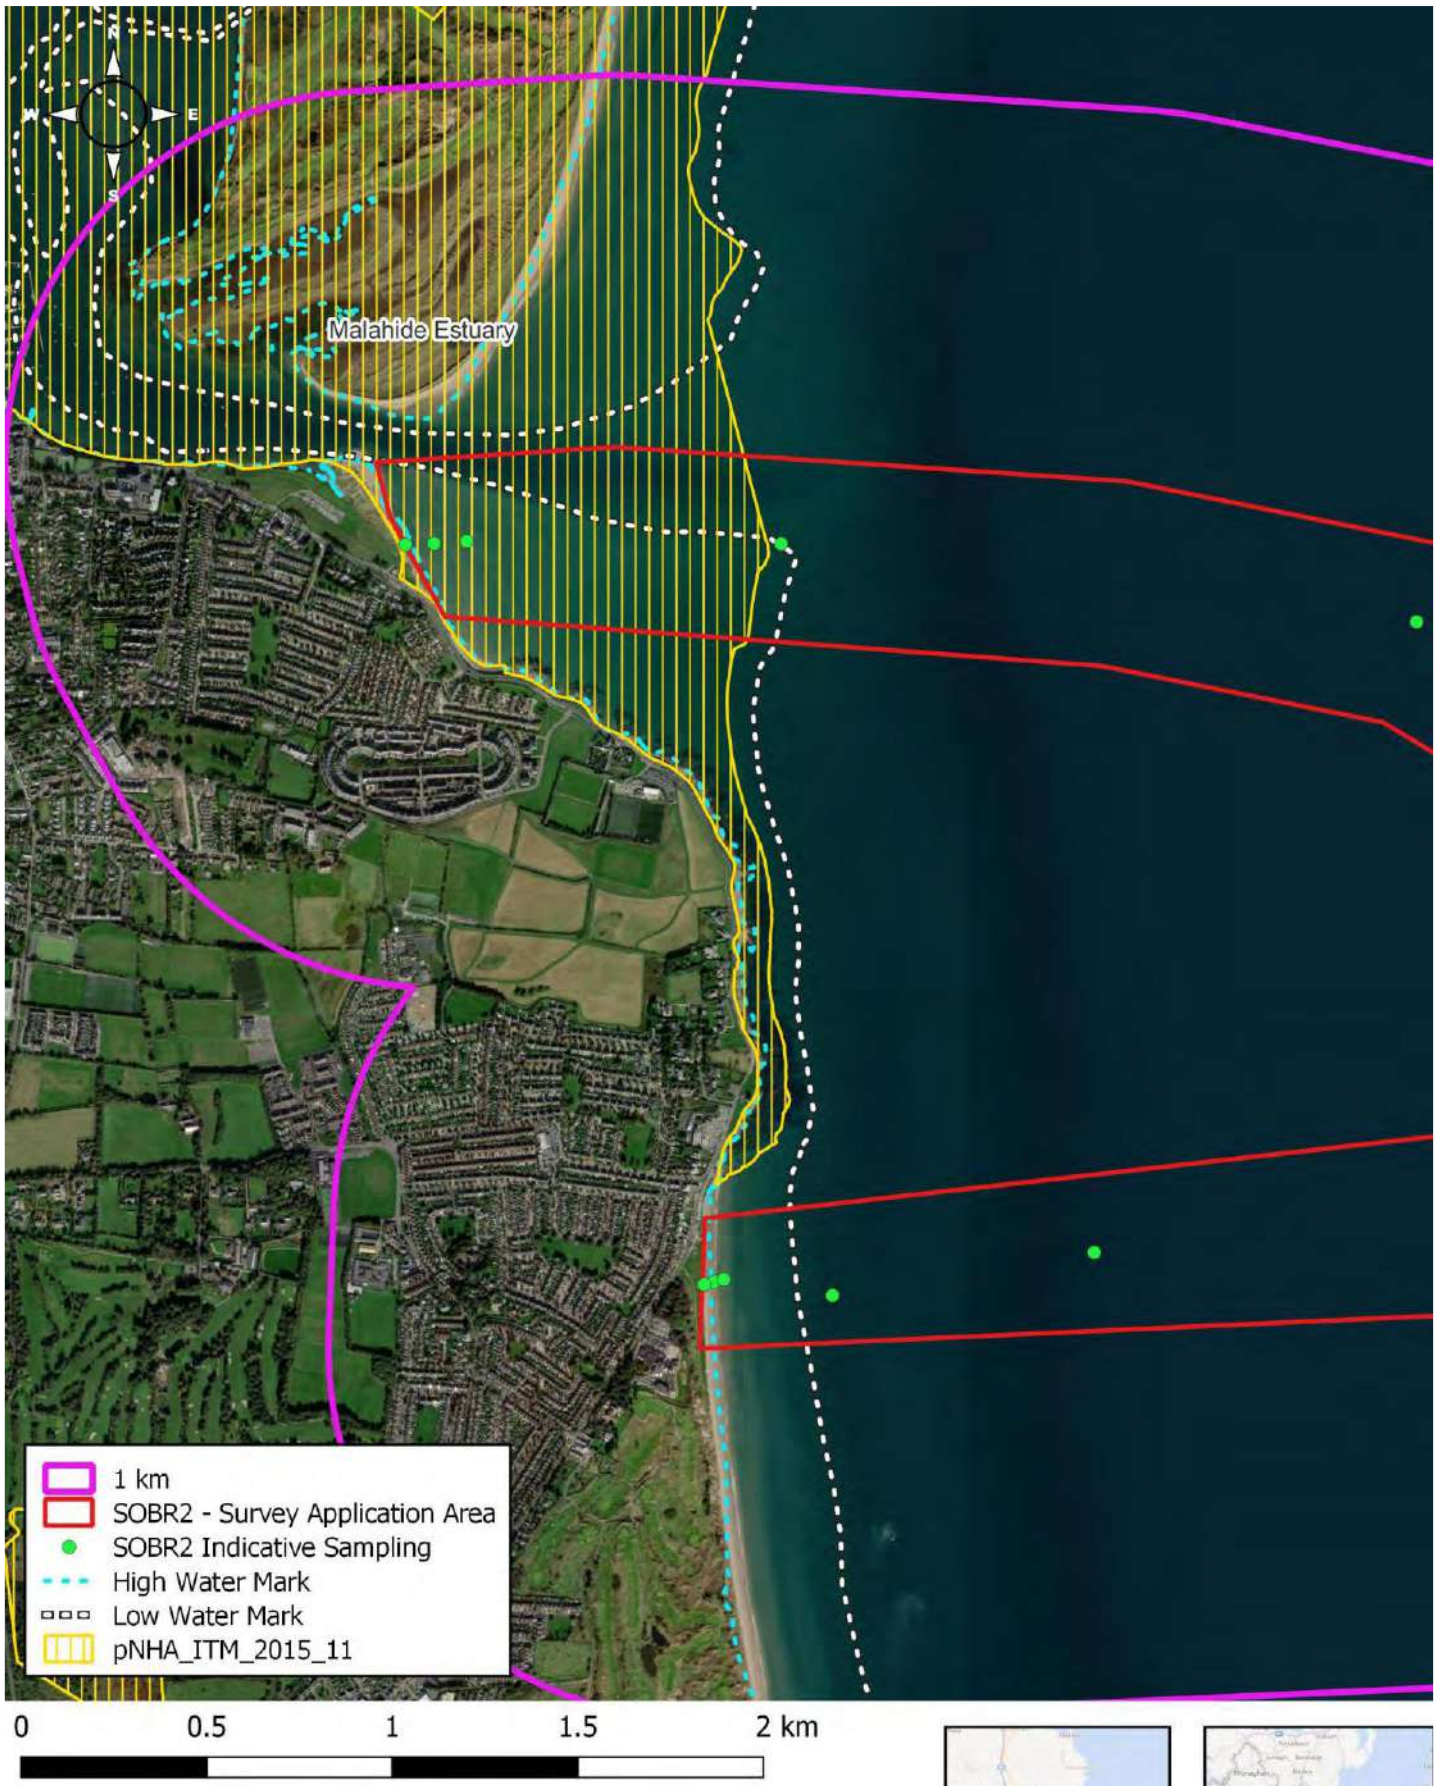 N
W E
S
Malahide Estuary
1 km
SOBR2 - Survey Application Area
SOBR2 Indicative Sampling
High Water Mark
Low Water Mark
pNHA_ITM_2015_11
0 0.5 1 1.5 2 km